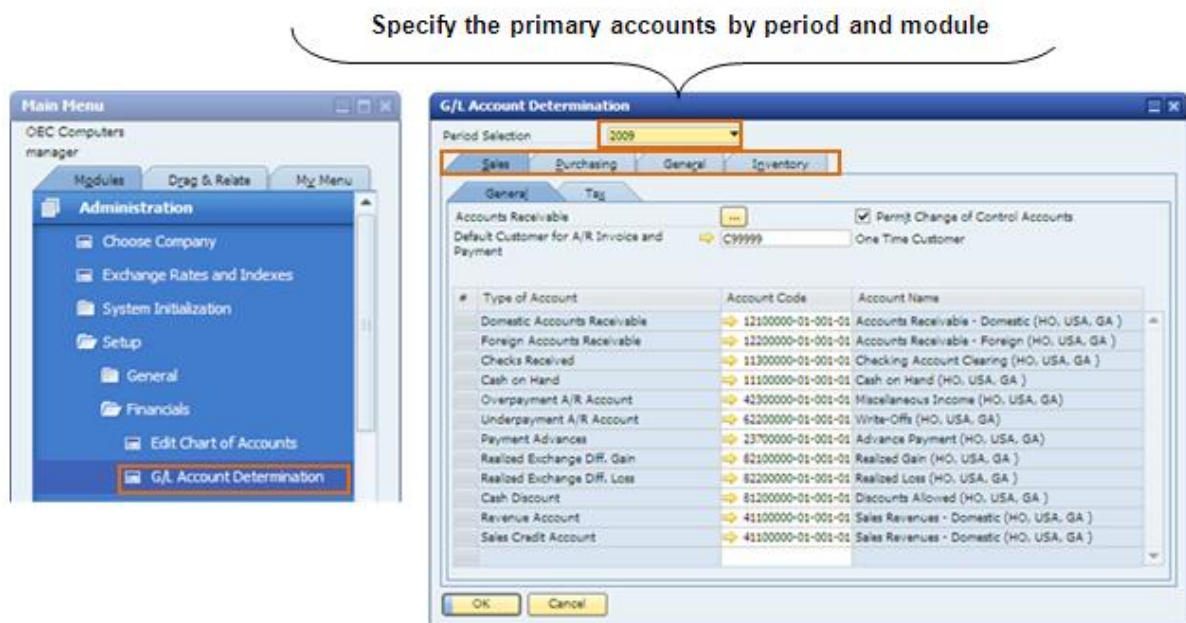 Specify the primary accounts by period and module
Main Menu
OEC Computers
manager
Modules Drag & Relate My Menu
Administration
Choose Company
Exchange Rates and Indexes
System Initialization
Setup
General
Financials
Edit Chart of Accounts
G/L Account Determination
G/L Account Determination
Period Selection 2009
Sales Purchasing General Inventory
General Tax
Accounts Receivable ... Permit Change of Control Accounts
Default Customer for A/R Invoice and Payment C99999 One Time Customer
# Type of Account Account Code Account Name
Domestic Accounts Receivable 12100000-01-001-01 Accounts Receivable - Domestic (HO, USA, GA )
Foreign Accounts Receivable 12200000-01-001-01 Accounts Receivable - Foreign (HO, USA, GA )
Checks Received 11300000-01-001-01 Checking Account Clearing (HO, USA, GA )
Cash on Hand 11100000-01-001-01 Cash on Hand (HO, USA, GA )
Overpayment A/R Account 42300000-01-001-01 Miscellaneous Income (HO, USA, GA)
Underpayment A/R Account 62200000-01-001-01 Write-Offs (HO, USA, GA)
Payment Advances 23700000-01-001-01 Advance Payment (HO, USA, GA)
Realized Exchange Diff. Gain 82100000-01-001-01 Realized Gain (HO, USA, GA )
Realized Exchange Diff. Loss 82200000-01-001-01 Realized Loss (HO, USA, GA )
Cash Discount 81200000-01-001-01 Discounts Allowed (HO, USA, GA )
Revenue Account 41100000-01-001-01 Sales Revenues - Domestic (HO, USA, GA )
Sales Credit Account 41100000-01-001-01 Sales Revenues - Domestic (HO, USA, GA )
OK Cancel